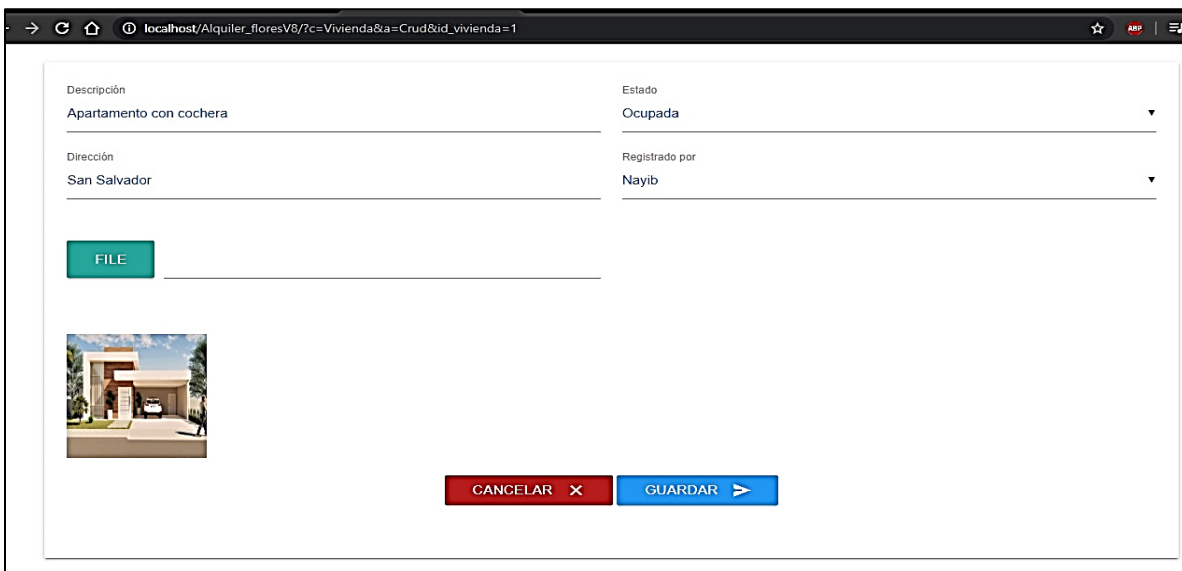 localhost/Alquiler_floresV8/?c=Vivienda&a=Crud&id_vivienda=1
ABP
Descripción
Apartamento con cochera
Estado
Ocupada
Dirección
San Salvador
Registrado por
Nayib
FILE
CANCELAR
GUARDAR